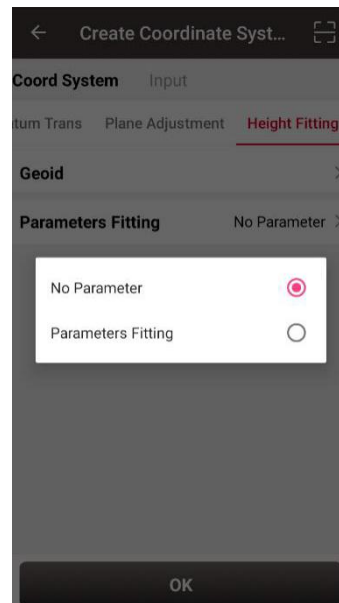 Create Coordinate Syst...
Coord System Input
tum Trans Plane Adjustment Height Fitting
Geoid
Parameters Fitting No Parameter
No Parameter
Parameters Fitting
OK